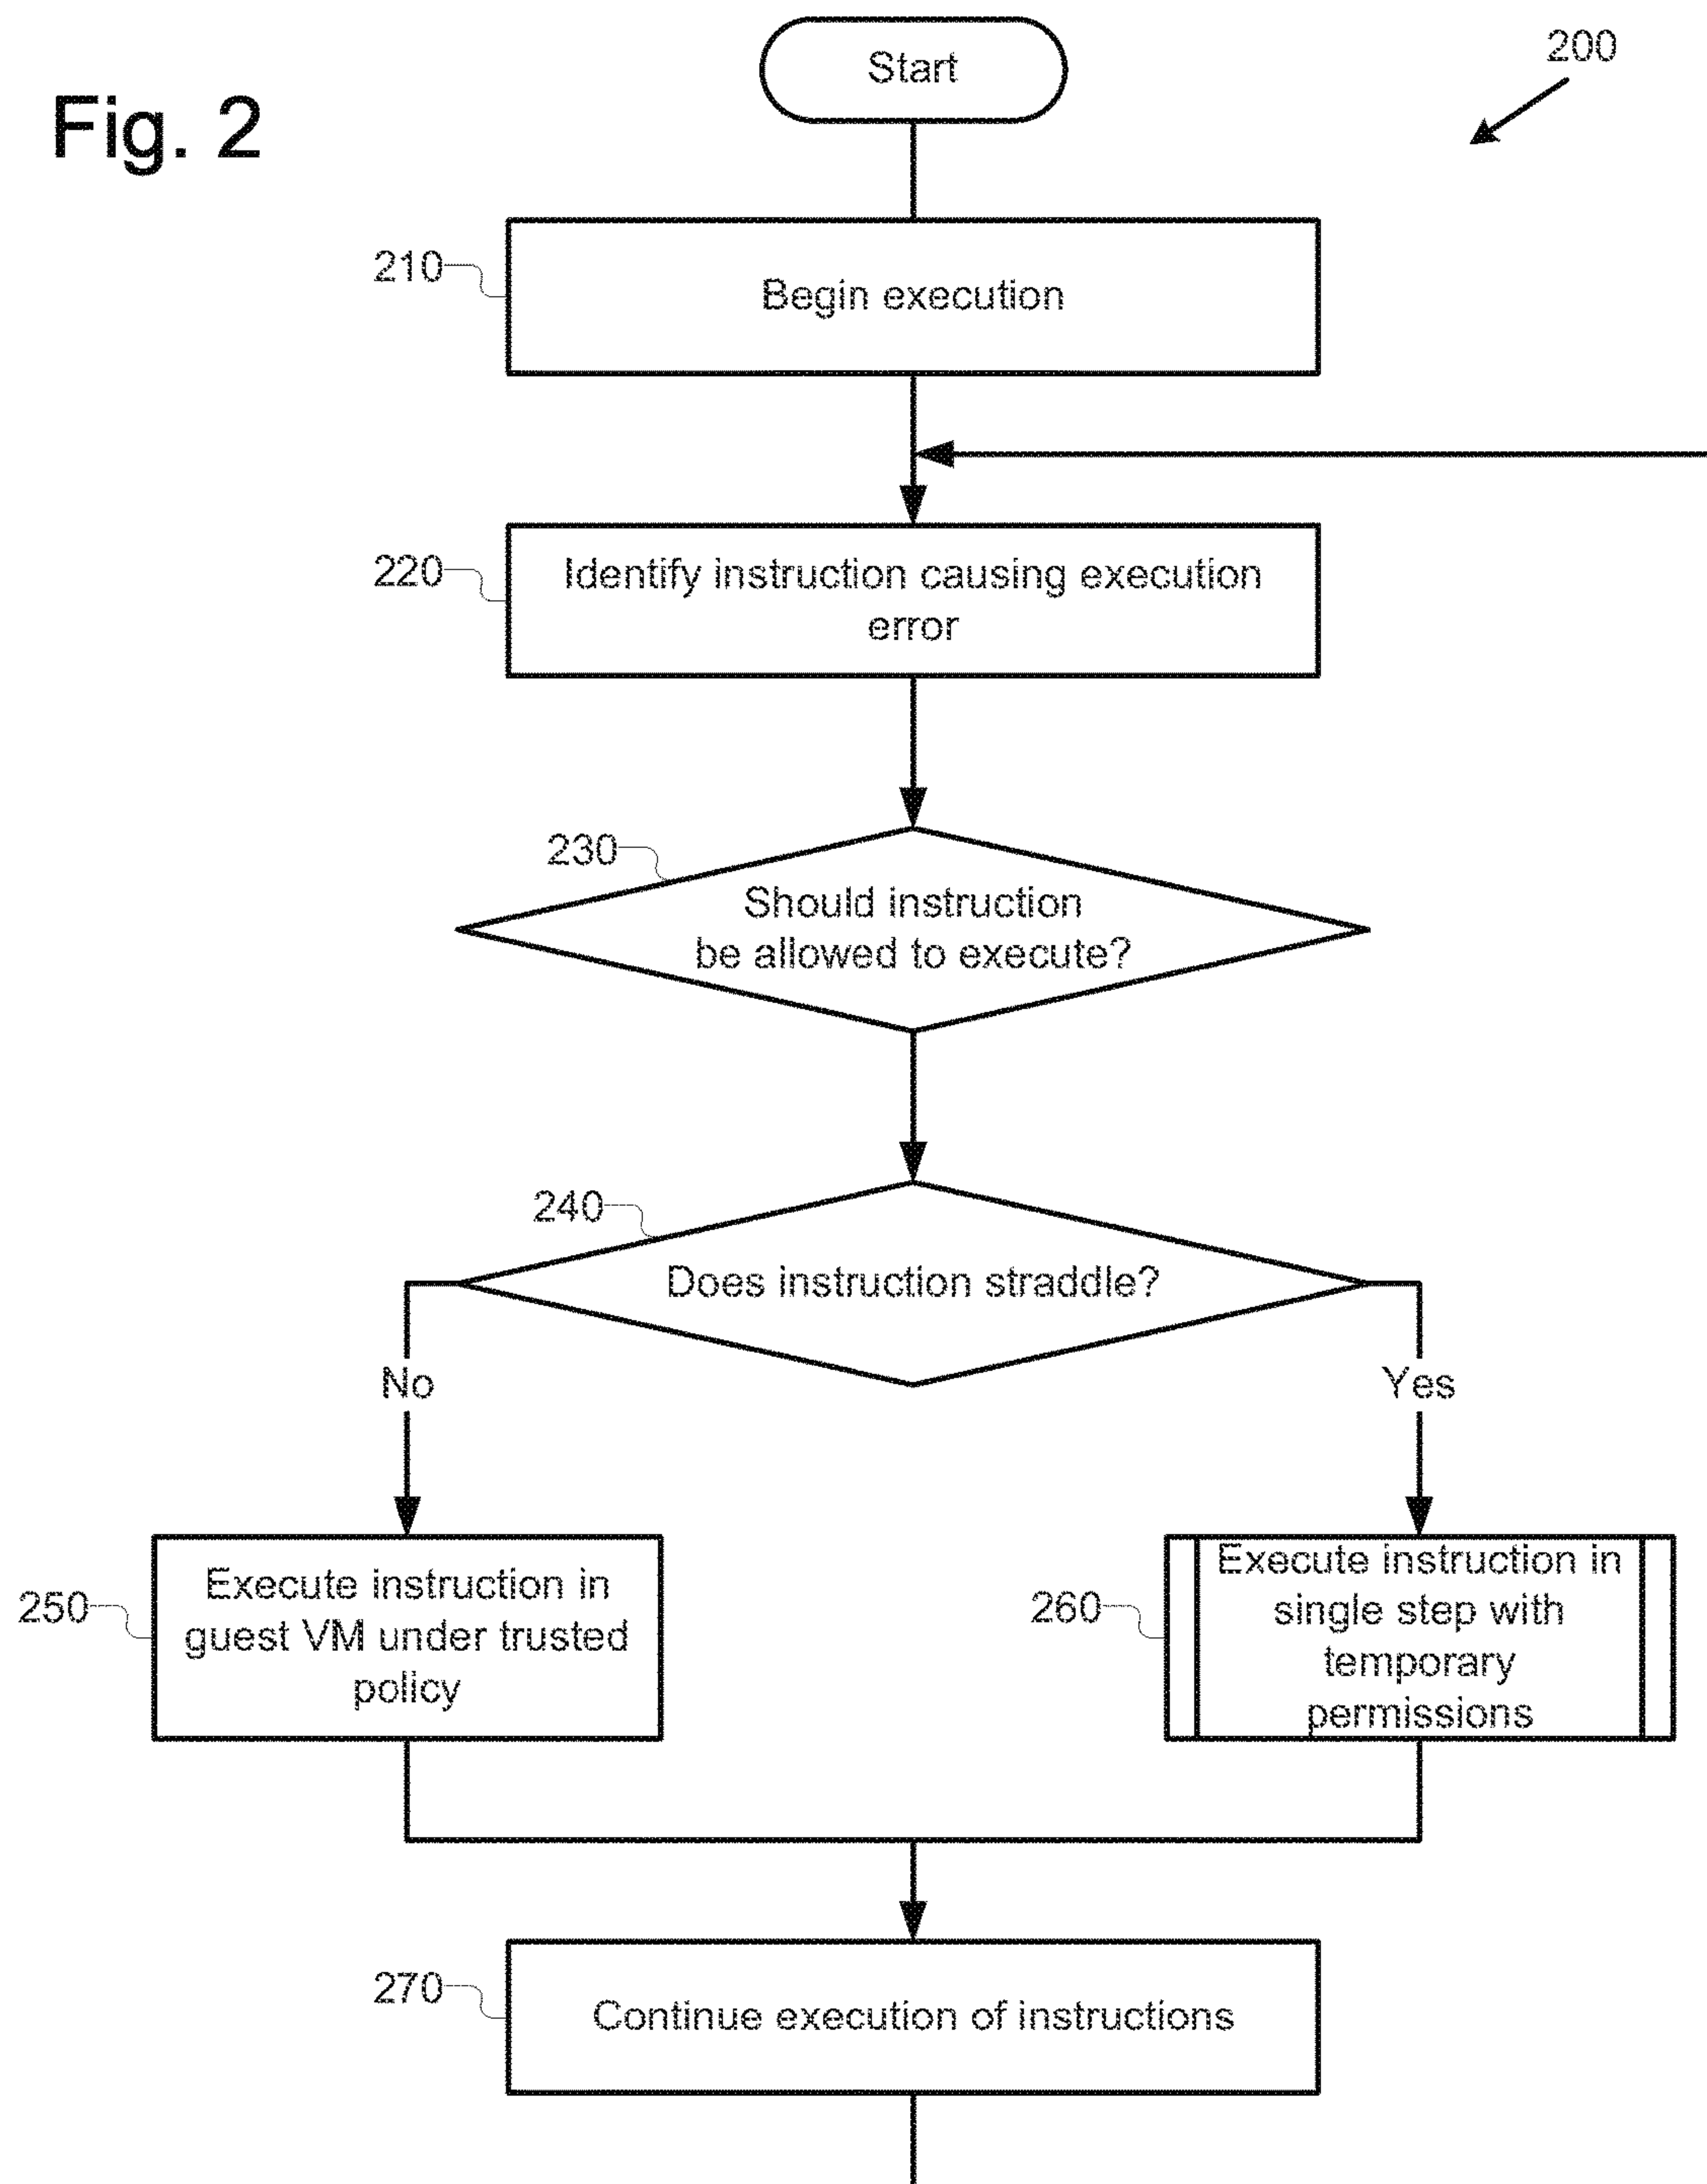 Start
200
Fig. 2
210
Begin execution
220
Identify instruction causing execution
error
230
Should instruction
be allowed to execute?
240
Does instruction straddle?
No
Yes
250
Execute instruction in
guest VM under trusted
policy
260
Execute instruction in
single step with
temporary
permissions
270
Continue execution of instructions